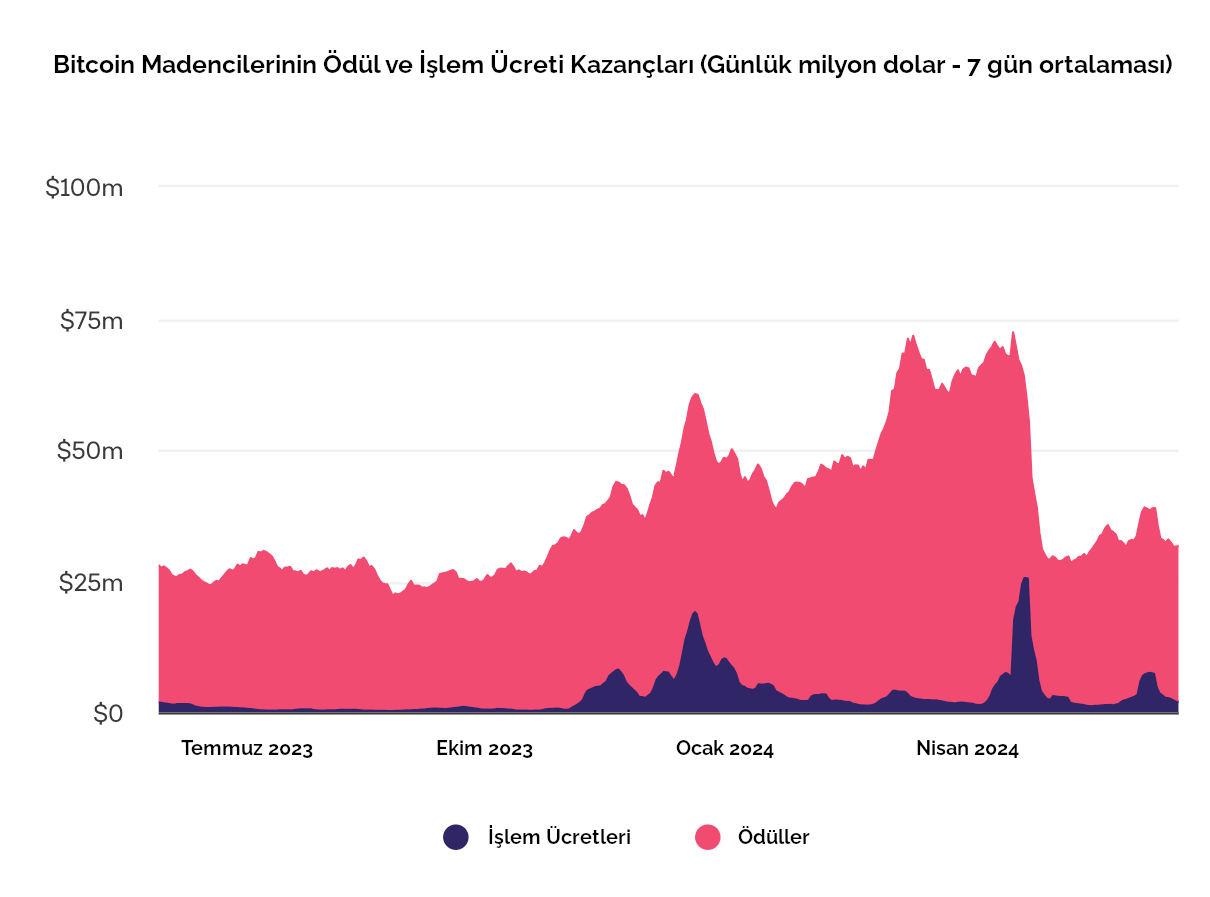 Bitcoin Madencilerinin Ödül ve İşlem Ücreti Kazançları (Günlük milyon dolar - 7 gün ortalaması)
$100m
$75m
$50m
$25m
$0
Temmuz 2023
Ekim 2023
Ocak 2024
Nisan 2024
İşlem Ücretleri
Ödüller